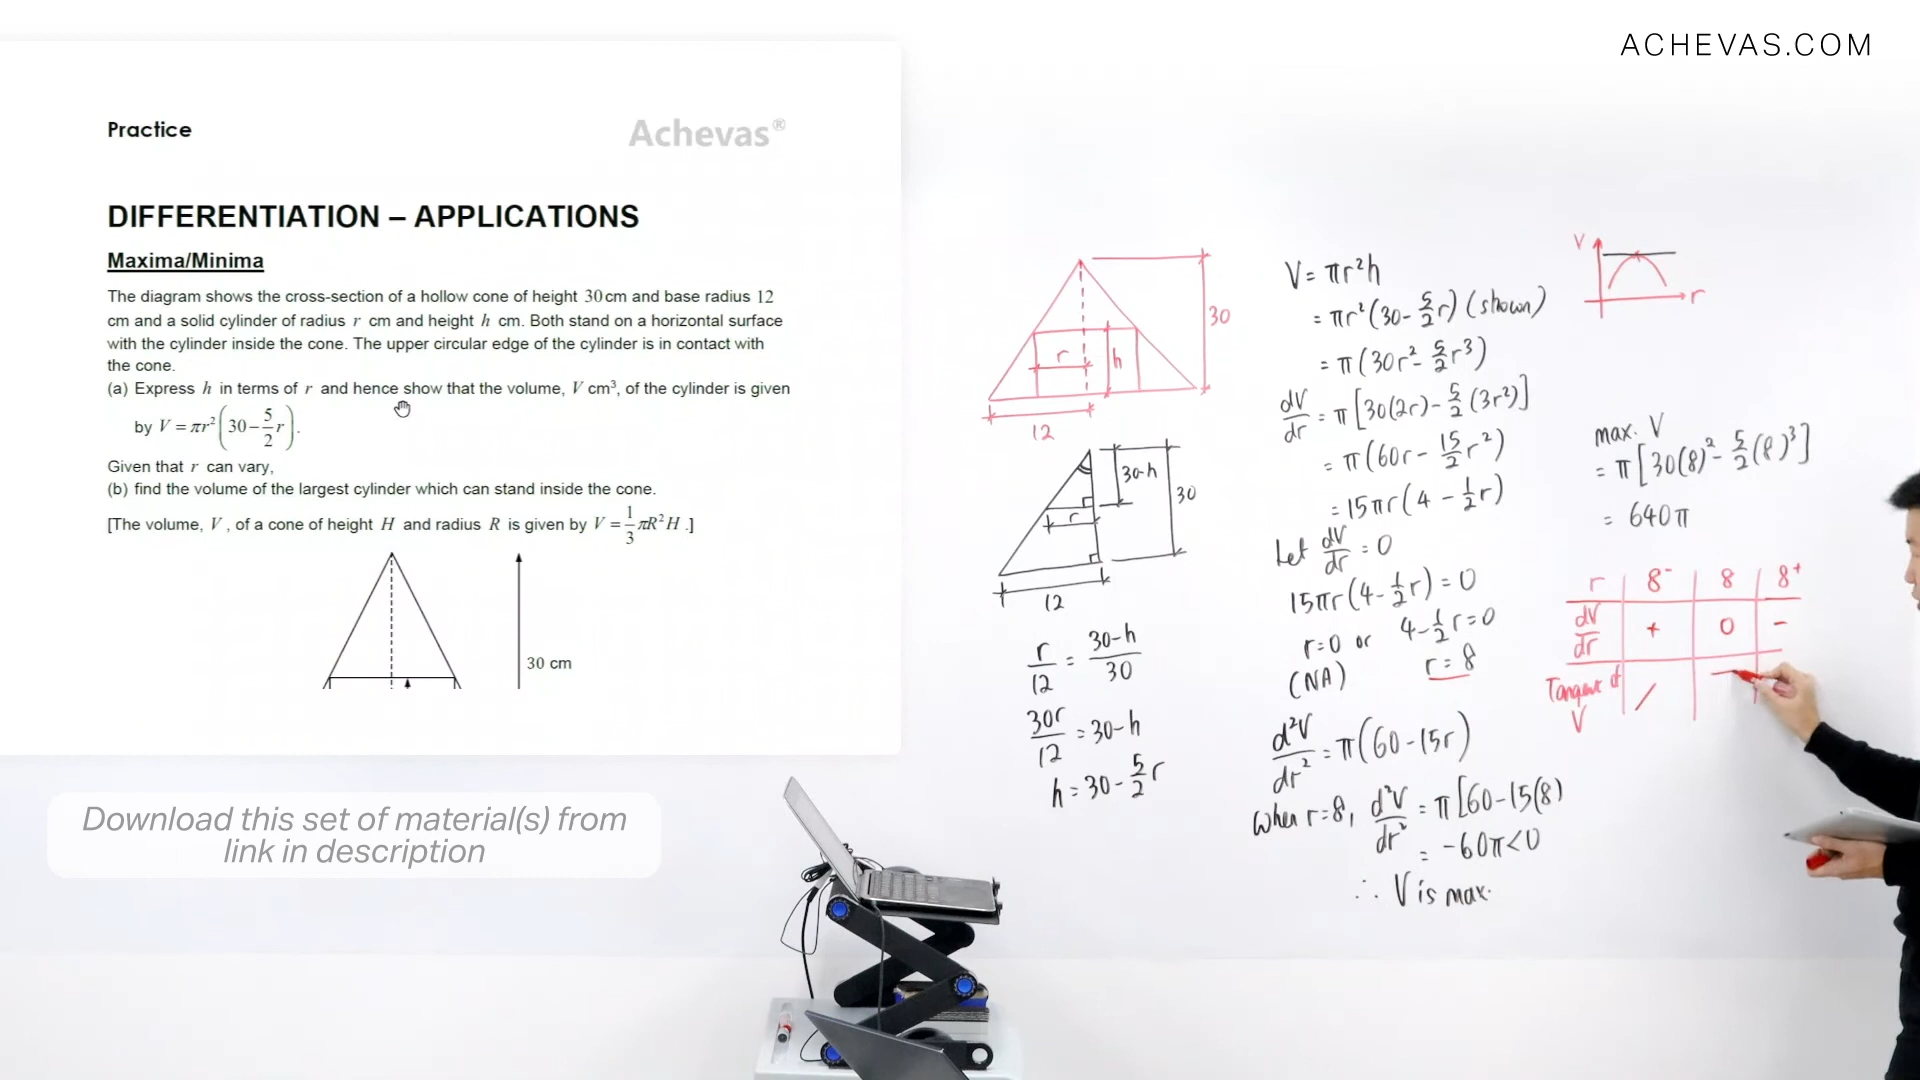 ACHEVAS.COM
Practice
Achevas®
DIFFERENTIATION – APPLICATIONS
Maxima/Minima
The diagram shows the cross-section of a hollow cone of height 30 cm and base radius 12
cm and a solid cylinder of radius r cm and height h cm. Both stand on a horizontal surface
with the cylinder inside the cone. The upper circular edge of the cylinder is in contact with
the cone.
(a) Express h in terms of r and hence show that the volume, V cm³, of the cylinder is given
by V = πr²(30 − 5/2 r).
Given that r can vary,
(b) find the volume of the largest cylinder which can stand inside the cone.
[The volume, V, of a cone of height H and radius R is given by V = 1/3 πR²H.]
30 cm
Download this set of material(s) from
link in description
30
r
h
12
30-h
30
r
12
r/12 = 30-h/30
30r/12 = 30-h
h = 30 - 5/2 r
V = πr²h
= πr²(30 - 5/2 r) (shown)
= π(30r² - 5/2 r³)
dV/dr = π[30(2r) - 5/2 (3r²)]
= π(60r - 15/2 r²)
= 15πr(4 - 1/2 r)
Let dV/dr = 0
15πr(4 - 1/2 r) = 0
r=0 or 4 - 1/2 r = 0
(NA) r = 8
d²V/dr² = π(60 - 15r)
When r=8, d²V/dr² = π[60-15(8)
= -60π < 0
∴ V is max.
V
r
max. V
= π[30(8)² - 5/2 (8)³]
= 640π
r 8⁻ 8 8⁺
dV/dr + 0 -
Tangent of
V /